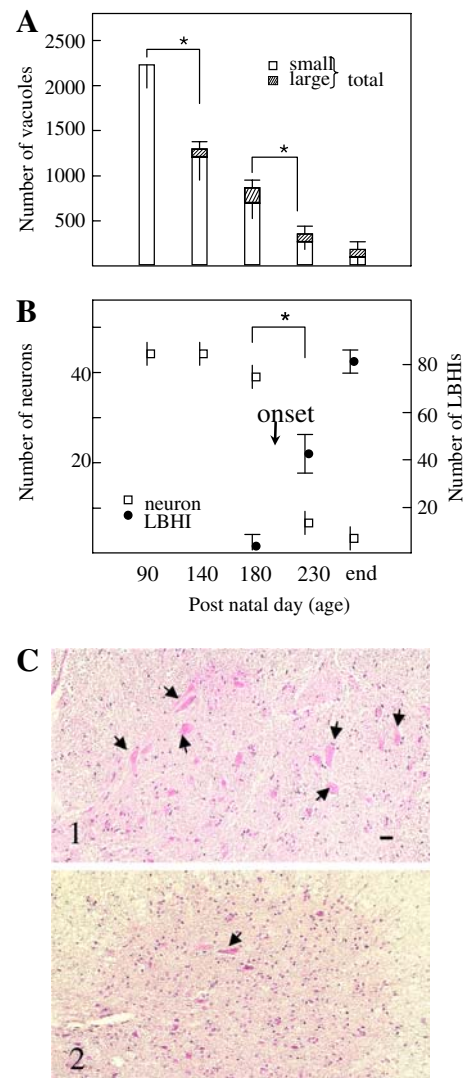 A
Number of vacuoles
2500
2000
1500
1000
500
*
*
small
large } total
B
Number of neurons
40
20
*
onset
neuron
LBHI
80
60
40
20
Number of LBHIs
90 140 180 230 end
Post natal day (age)
C
1
2